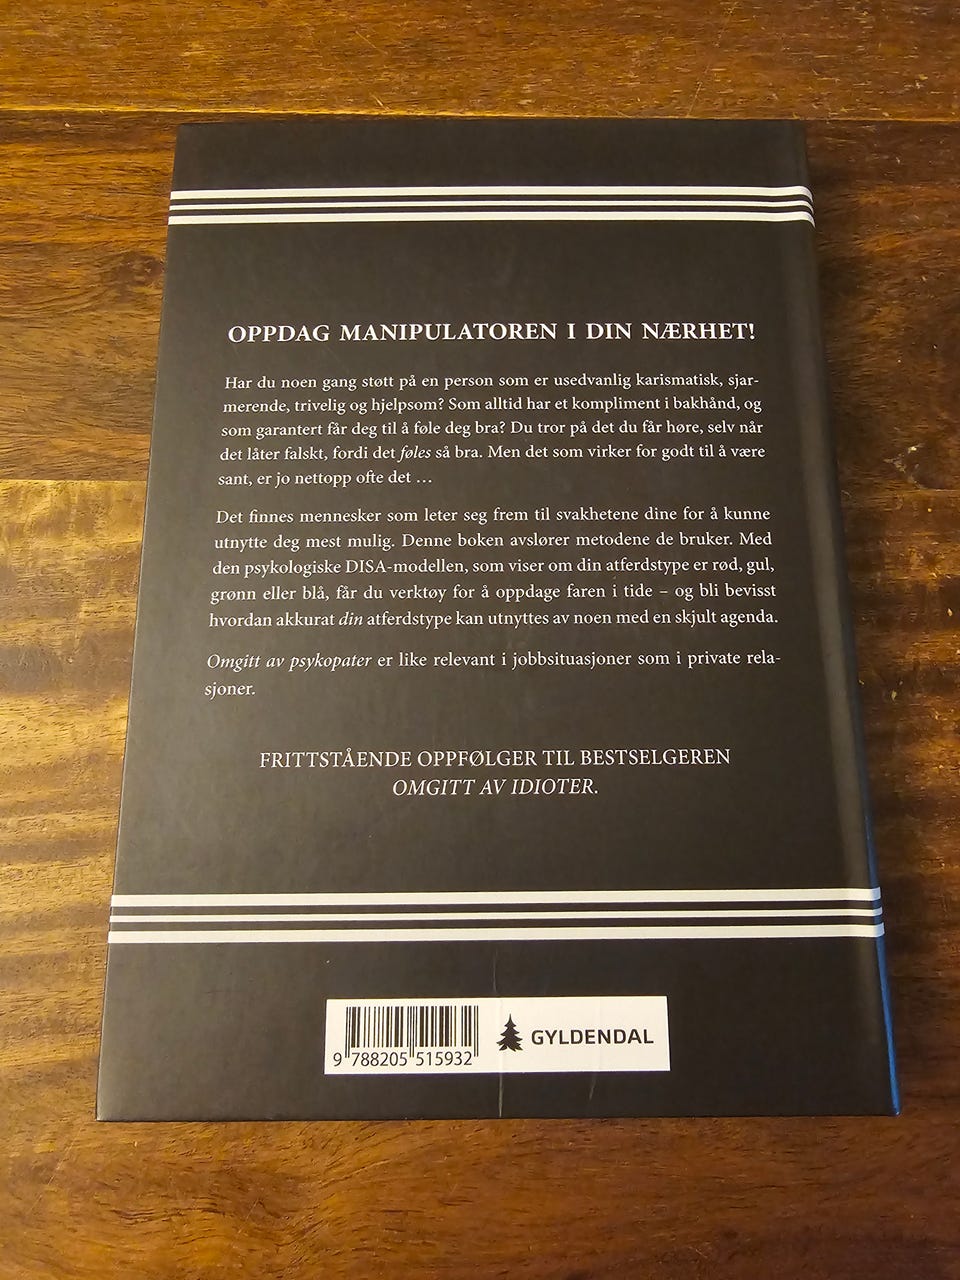 OPPDAG MANIPULATOREN I DIN NÆRHET!
Har du noen gang støtt på en person som er usedvanlig karismatisk, sjar-
merende, trivelig og hjelpsom? Som alltid har et kompliment i bakhånd, og
som garantert får deg til å føle deg bra? Du tror på det du får høre, selv når
det låter falskt, fordi det føles så bra. Men det som virker for godt til å være
sant, er jo nettopp ofte det …
Det finnes mennesker som leter seg frem til svakhetene dine for å kunne
utnytte deg mest mulig. Denne boken avslører metodene de bruker. Med
den psykologiske DISA-modellen, som viser om din atferdstype er rød, gul,
grønn eller blå, får du verktøy for å oppdage faren i tide – og bli bevisst
hvordan akkurat din atferdstype kan utnyttes av noen med en skjult agenda.
Omgitt av psykopater er like relevant i jobbsituasjoner som i private rela-
sjoner.
FRITTSTÅENDE OPPFØLGER TIL BESTSELGEREN
OMGITT AV IDIOTER.
GYLDENDAL
9 788205 515932